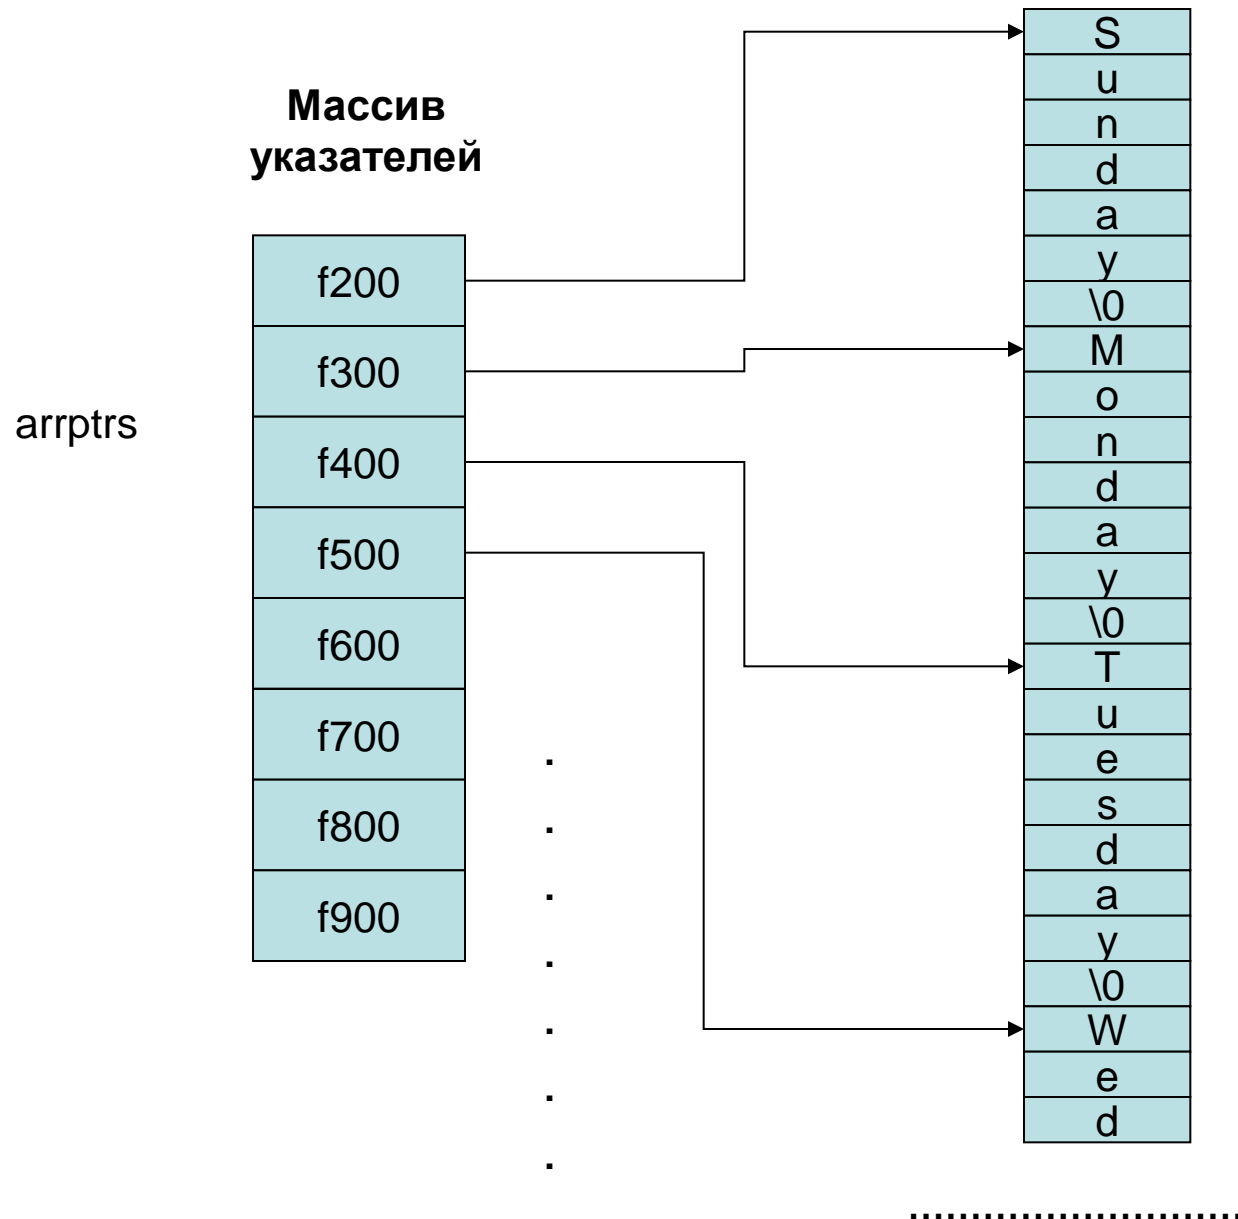 Массив
указателей
arrptrs
f200
f300
f400
f500
f600
f700
f800
f900
.
.
.
.
.
.
.
S
u
n
d
a
y
\0
M
o
n
d
a
y
\0
T
u
e
s
d
a
y
\0
W
e
d
..........................